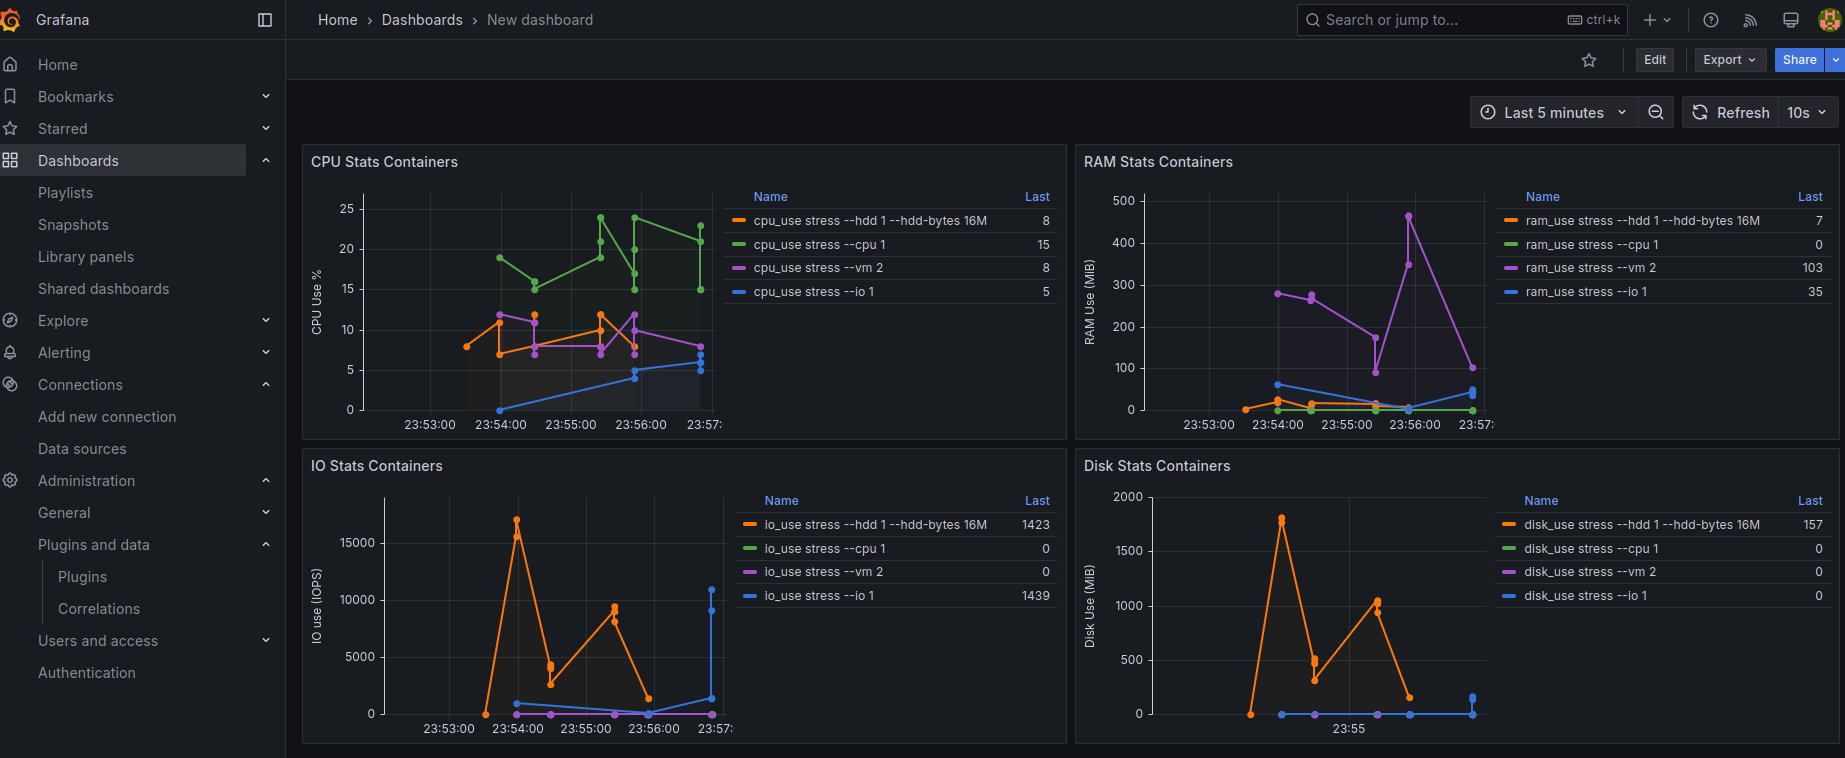 Grafana
Home › Dashboards › New dashboard
Search or jump to...
ctrl+k
Edit
Export
Share
Home
Bookmarks
Starred
Dashboards
Playlists
Snapshots
Library panels
Shared dashboards
Explore
Alerting
Connections
Add new connection
Data sources
Administration
General
Plugins and data
Plugins
Correlations
Users and access
Authentication
Last 5 minutes
Refresh
10s
CPU Stats Containers
CPU Use %
25
20
15
10
5
0
23:53:00 23:54:00 23:55:00 23:56:00 23:57:
Name Last
cpu_use stress --hdd 1 --hdd-bytes 16M 8
cpu_use stress --cpu 1 15
cpu_use stress --vm 2 8
cpu_use stress --io 1 5
RAM Stats Containers
RAM Use (MiB)
500
400
300
200
100
0
23:53:00 23:54:00 23:55:00 23:56:00 23:57:
Name Last
ram_use stress --hdd 1 --hdd-bytes 16M 7
ram_use stress --cpu 1 0
ram_use stress --vm 2 103
ram_use stress --io 1 35
IO Stats Containers
IO use (IOPS)
15000
10000
5000
0
23:53:00 23:54:00 23:55:00 23:56:00 23:57:
Name Last
io_use stress --hdd 1 --hdd-bytes 16M 1423
io_use stress --cpu 1 0
io_use stress --vm 2 0
io_use stress --io 1 1439
Disk Stats Containers
Disk Use (MiB)
2000
1500
1000
500
0
23:55
Name Last
disk_use stress --hdd 1 --hdd-bytes 16M 157
disk_use stress --cpu 1 0
disk_use stress --vm 2 0
disk_use stress --io 1 0